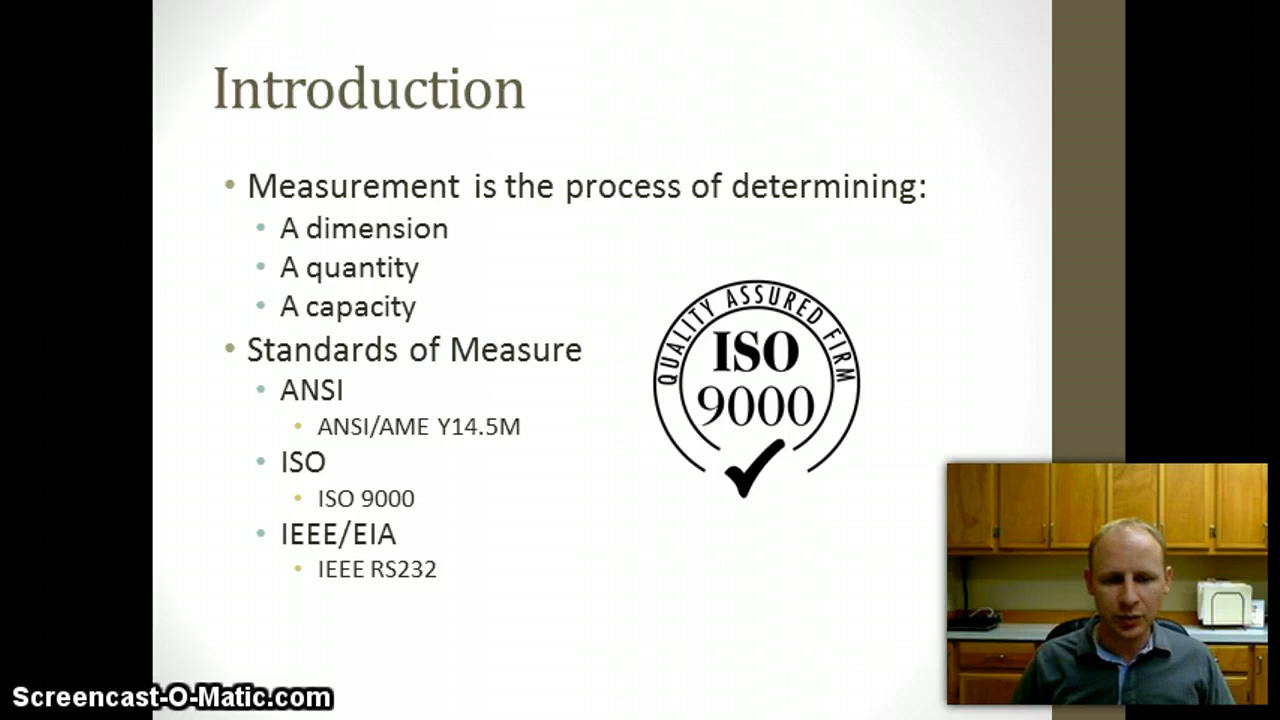 Introduction
• Measurement is the process of determining:
• A dimension
• A quantity
• A capacity
• Standards of Measure
• ANSI
• ANSI/AME Y14.5M
• ISO
• ISO 9000
• IEEE/EIA
• IEEE RS232
QUALITY ASSURED FIRM
ISO
9000
Screencast-O-Matic.com